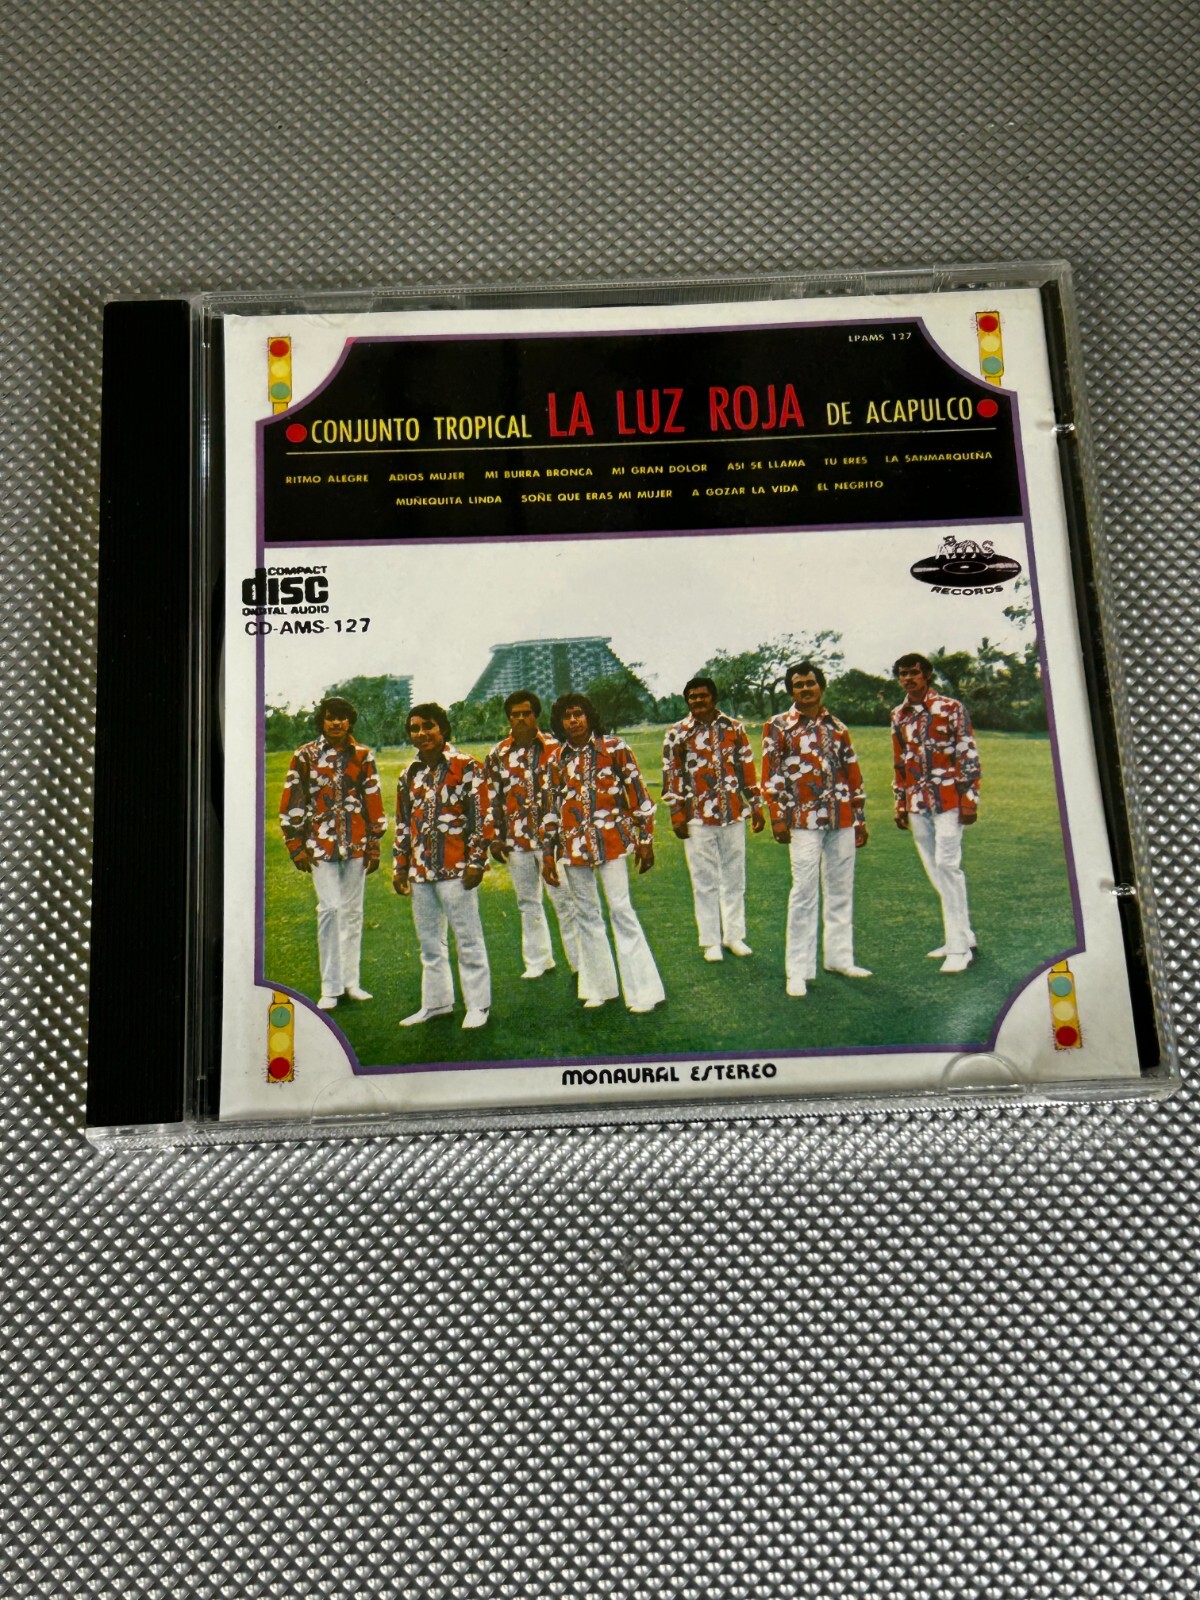 LPAMS 127
CONJUNTO TROPICAL LA LUZ ROJA DE ACAPULCO
RITMO ALEGRE ADIOS MUJER MI BURRA BRONCA MI GRAN DOLOR ASI SE LLAMA TU ERES LA SANMARQUEÑA
MUÑEQUITA LINDA SOÑE QUE ERAS MI MUJER A GOZAR LA VIDA EL NEGRITO
COMPACT
disc
DIGITAL AUDIO
CD-AMS-127
AMS
RECORDS
MONAURAL ESTEREO